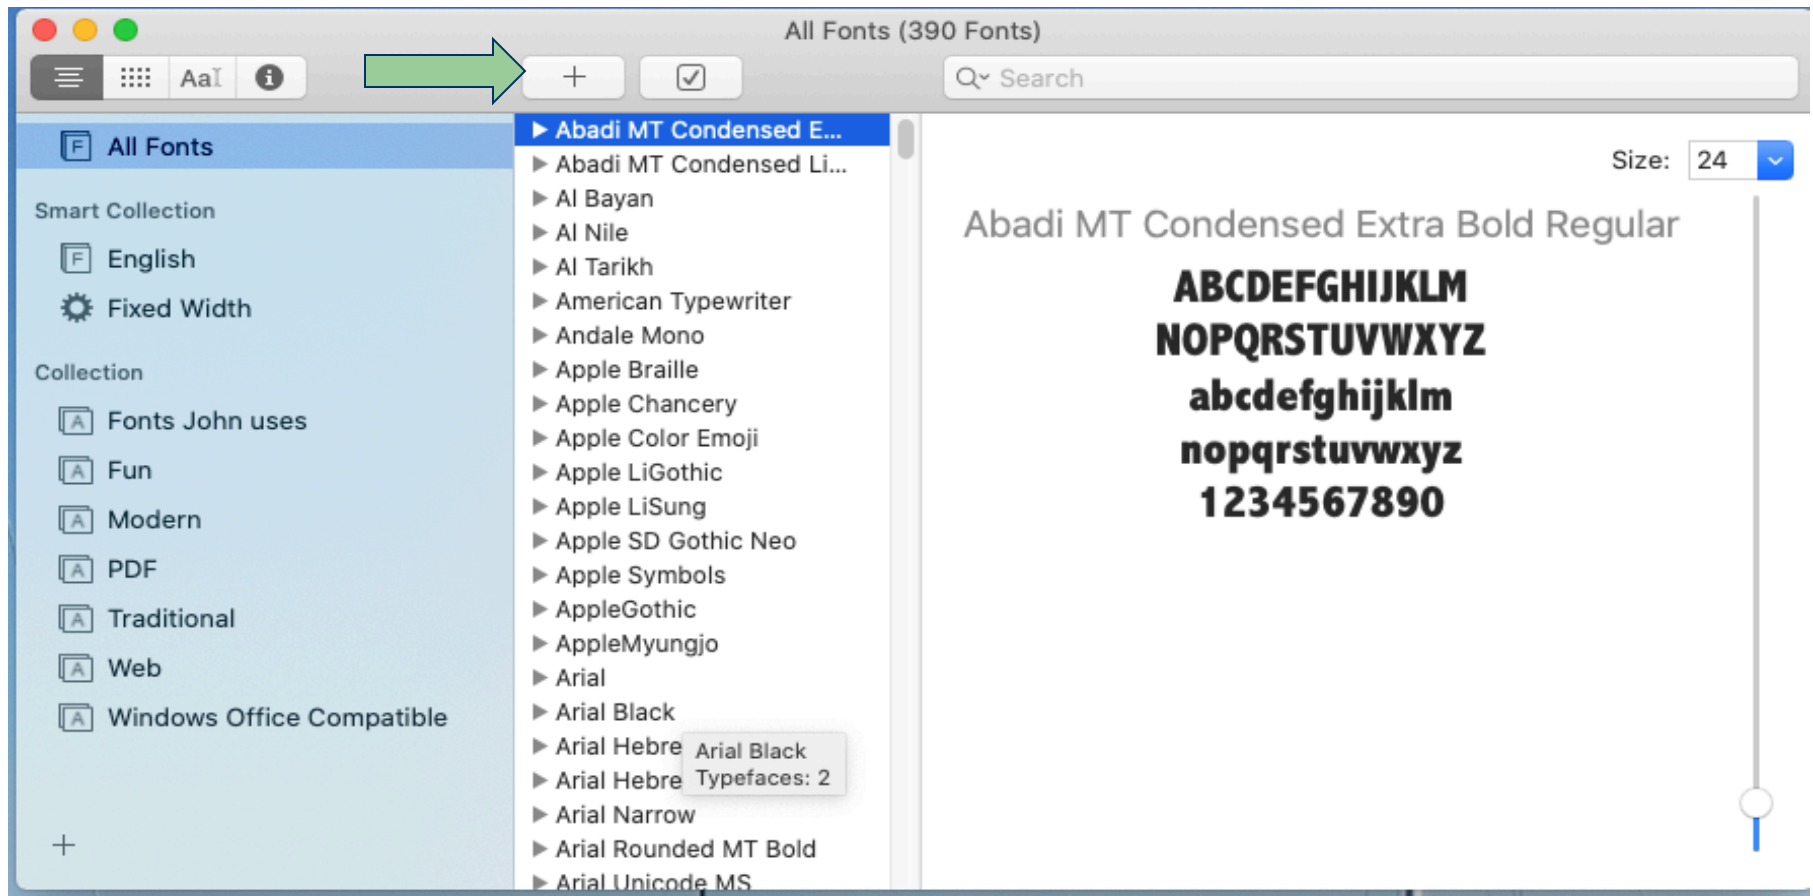 All Fonts (390 Fonts)
AaI
Search
All Fonts
Smart Collection
English
Fixed Width
Collection
Fonts John uses
Fun
Modern
PDF
Traditional
Web
Windows Office Compatible
Abadi MT Condensed E...
Abadi MT Condensed Li...
Al Bayan
Al Nile
Al Tarikh
American Typewriter
Andale Mono
Apple Braille
Apple Chancery
Apple Color Emoji
Apple LiGothic
Apple LiSung
Apple SD Gothic Neo
Apple Symbols
AppleGothic
AppleMyungjo
Arial
Arial Black
Arial Hebre
Arial Hebre
Arial Narrow
Arial Rounded MT Bold
Arial Unicode MS
Arial Black
Typefaces: 2
Size: 24
Abadi MT Condensed Extra Bold Regular
ABCDEFGHIJKLM
NOPQRSTUVWXYZ
abcdefghijklm
nopqrstuvwxyz
1234567890